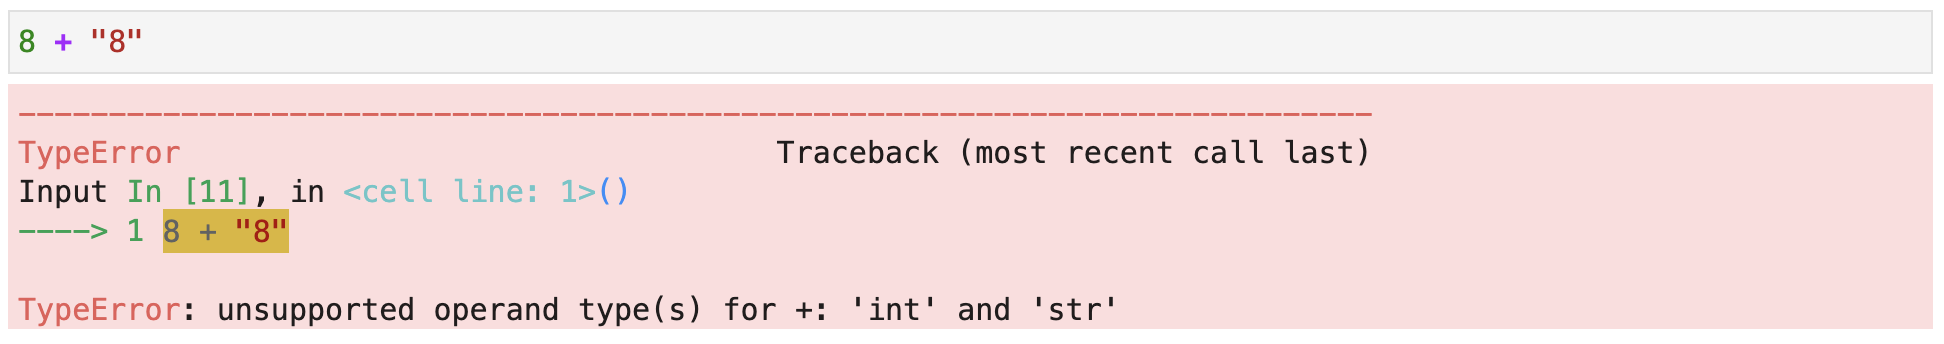 8 + "8"
---------------------------------------------------------------------------
TypeError                                 Traceback (most recent call last)
Input In [11], in <cell line: 1>()
----> 1 8 + "8"
TypeError: unsupported operand type(s) for +: 'int' and 'str'